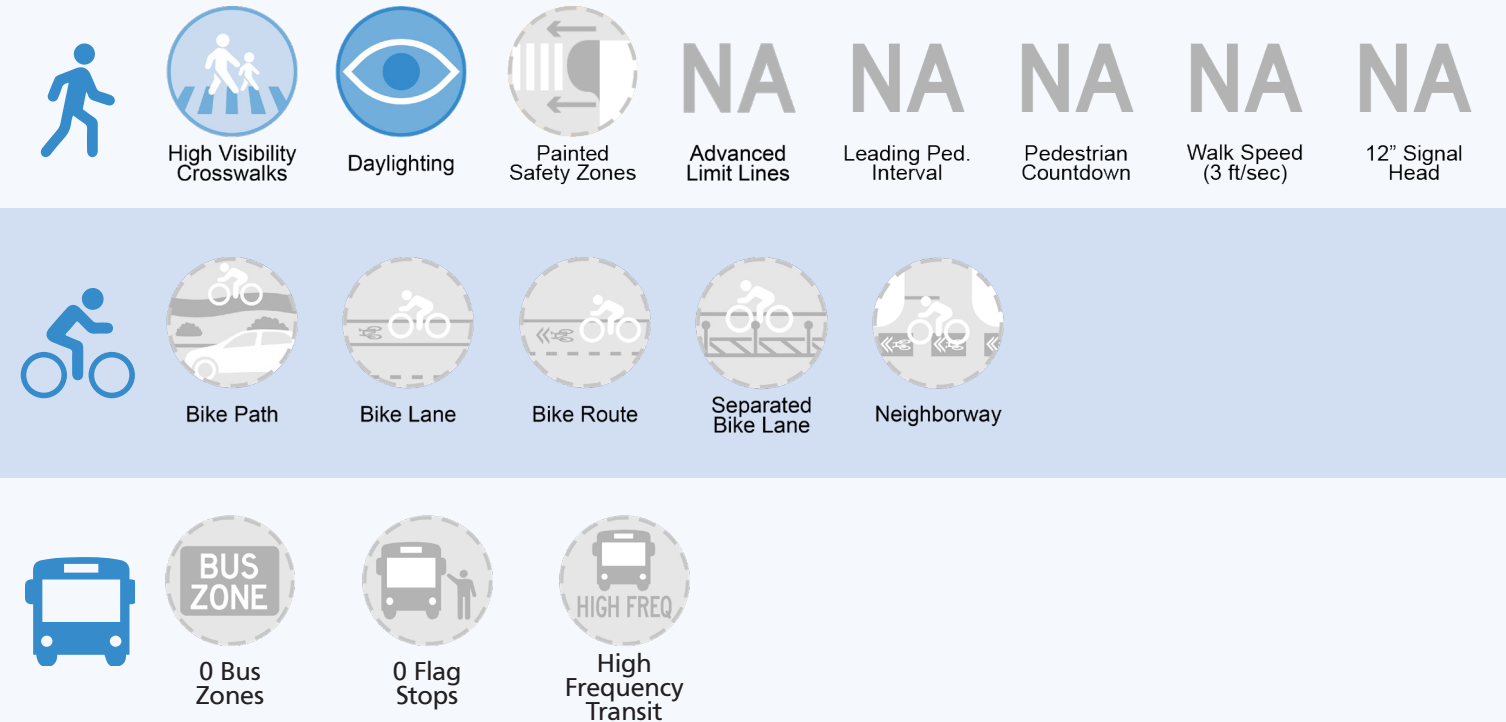 NA NA NA NA NA
High Visibility
Crosswalks
Daylighting
Painted
Safety Zones
Advanced
Limit Lines
Leading Ped.
Interval
Pedestrian
Countdown
Walk Speed
(3 ft/sec)
12” Signal
Head
Bike Path
Bike Lane
Bike Route
Separated
Bike Lane
Neighborway
BUS
ZONE
0 Bus
Zones
0 Flag
Stops
HIGH FREQ
High
Frequency
Transit